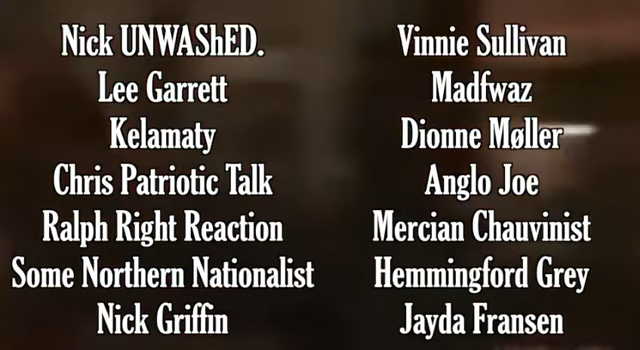 Nick UNWAShED.
Lee Garrett
Kelamaty
Chris Patriotic Talk
Ralph Right Reaction
Some Northern Nationalist
Nick Griffin
Vinnie Sullivan
Madfwaz
Dionne Møller
Anglo Joe
Mercian Chauvinist
Hemmingford Grey
Jayda Fransen